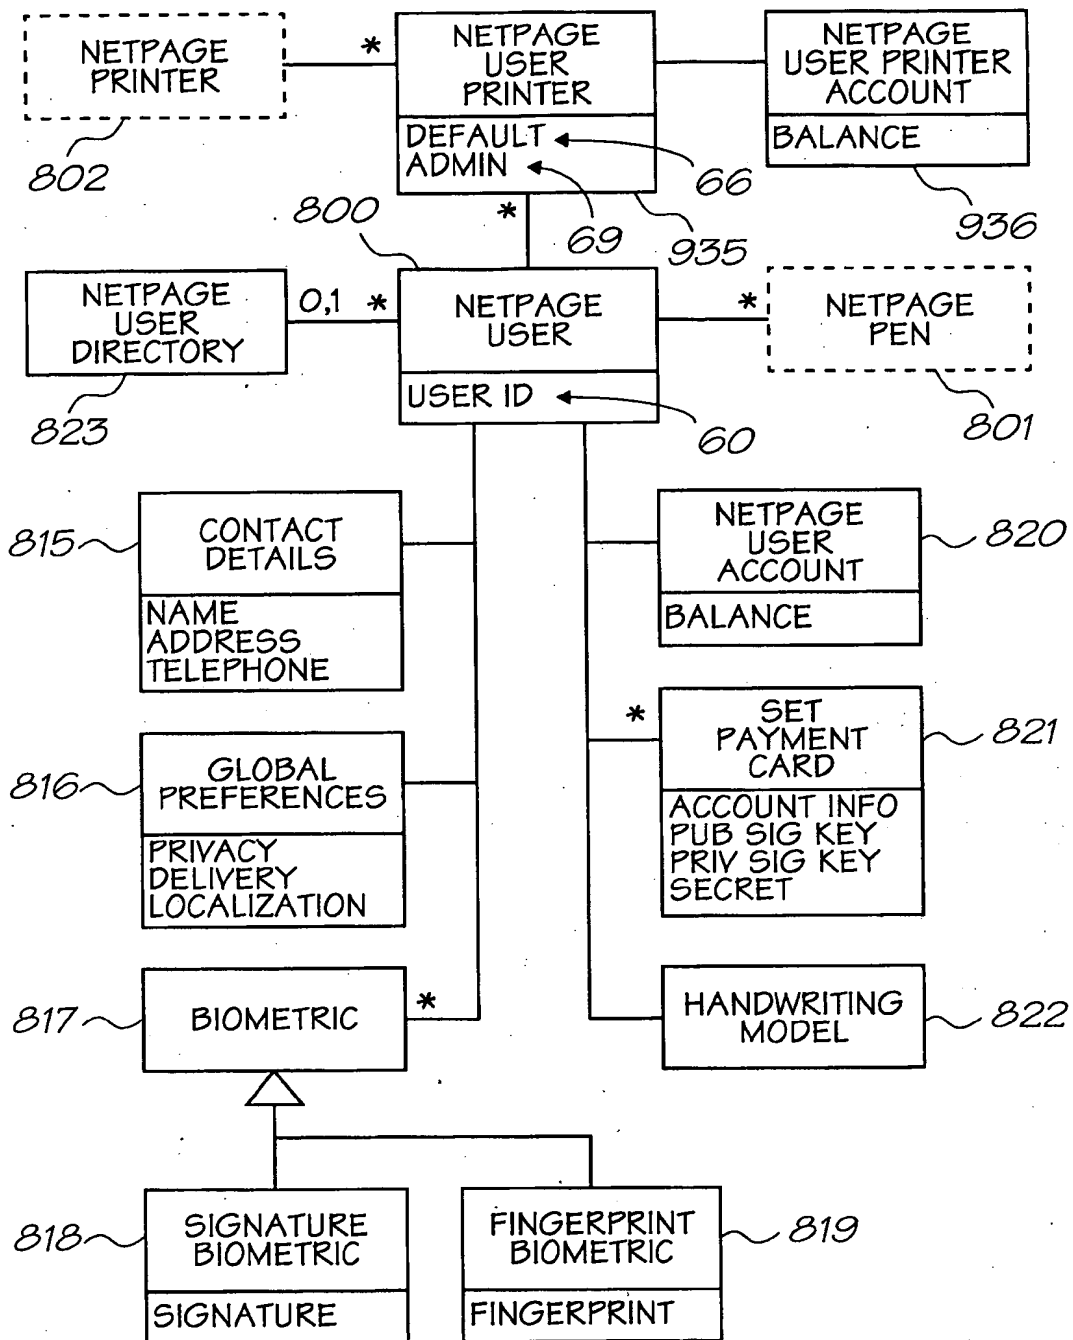 NETPAGE
PRINTER
802
*
NETPAGE
USER
PRINTER
DEFAULT
ADMIN
66
69
935
NETPAGE
USER PRINTER
ACCOUNT
BALANCE
936
*
800
NETPAGE
USER
DIRECTORY
823
0,1
*
NETPAGE
USER
USER ID
60
*
NETPAGE
PEN
801
815
CONTACT
DETAILS
NAME
ADDRESS
TELEPHONE
NETPAGE
USER
ACCOUNT
BALANCE
820
816
GLOBAL
PREFERENCES
PRIVACY
DELIVERY
LOCALIZATION
*
SET
PAYMENT
CARD
ACCOUNT INFO
PUB SIG KEY
PRIV SIG KEY
SECRET
821
817
BIOMETRIC
*
HANDWRITING
MODEL
822
818
SIGNATURE
BIOMETRIC
SIGNATURE
FINGERPRINT
BIOMETRIC
FINGERPRINT
819